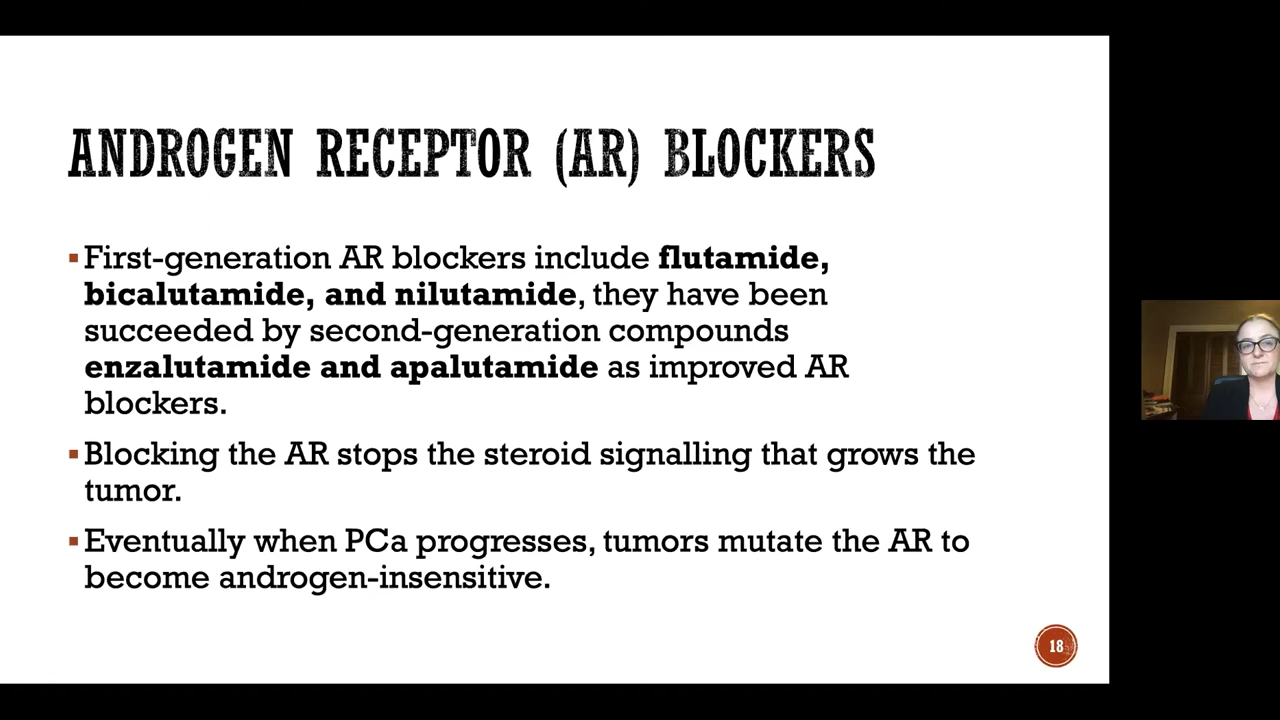 ANDROGEN RECEPTOR (AR) BLOCKERS
▪First-generation AR blockers include flutamide,
bicalutamide, and nilutamide, they have been
succeeded by second-generation compounds
enzalutamide and apalutamide as improved AR
blockers.
▪Blocking the AR stops the steroid signalling that grows the
tumor.
▪Eventually when PCa progresses, tumors mutate the AR to
become androgen-insensitive.
18